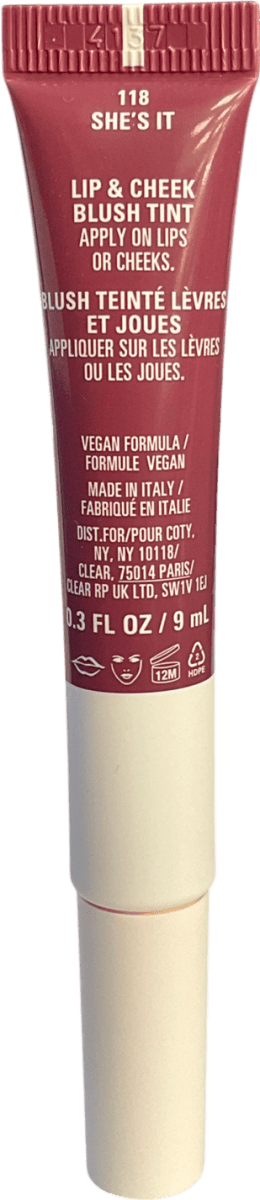 4137
118
SHE'S IT
LIP & CHEEK
BLUSH TINT
APPLY ON LIPS
OR CHEEKS.
BLUSH TEINTÉ LÈVRES
ET JOUES
APPLIQUER SUR LES LÈVRES
OU LES JOUES.
VEGAN FORMULA /
FORMULE VEGAN
MADE IN ITALY /
FABRIQUÉ EN ITALIE
DIST.FOR/POUR COTY,
NY, NY 10118/
CLEAR, 75014 PARIS/
CLEAR RP UK LTD, SW1V 1EJ
0.3 FL OZ / 9 mL
12M
2
HDPE